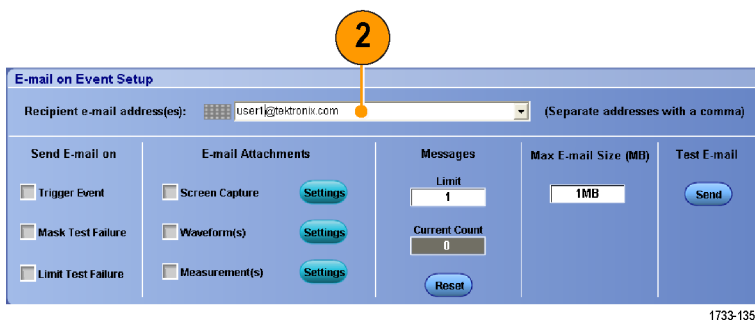 2
E-mail on Event Setup
Recipient e-mail address(es): user1@tektronix.com (Separate addresses with a comma)
Send E-mail on E-mail Attachments Messages Max E-mail Size (MB) Test E-mail
Limit
Trigger Event Screen Capture Settings 1 1MB Send
Mask Test Failure Waveform(s) Settings Current Count
0
Limit Test Failure Measurement(s) Settings Reset
1733-135